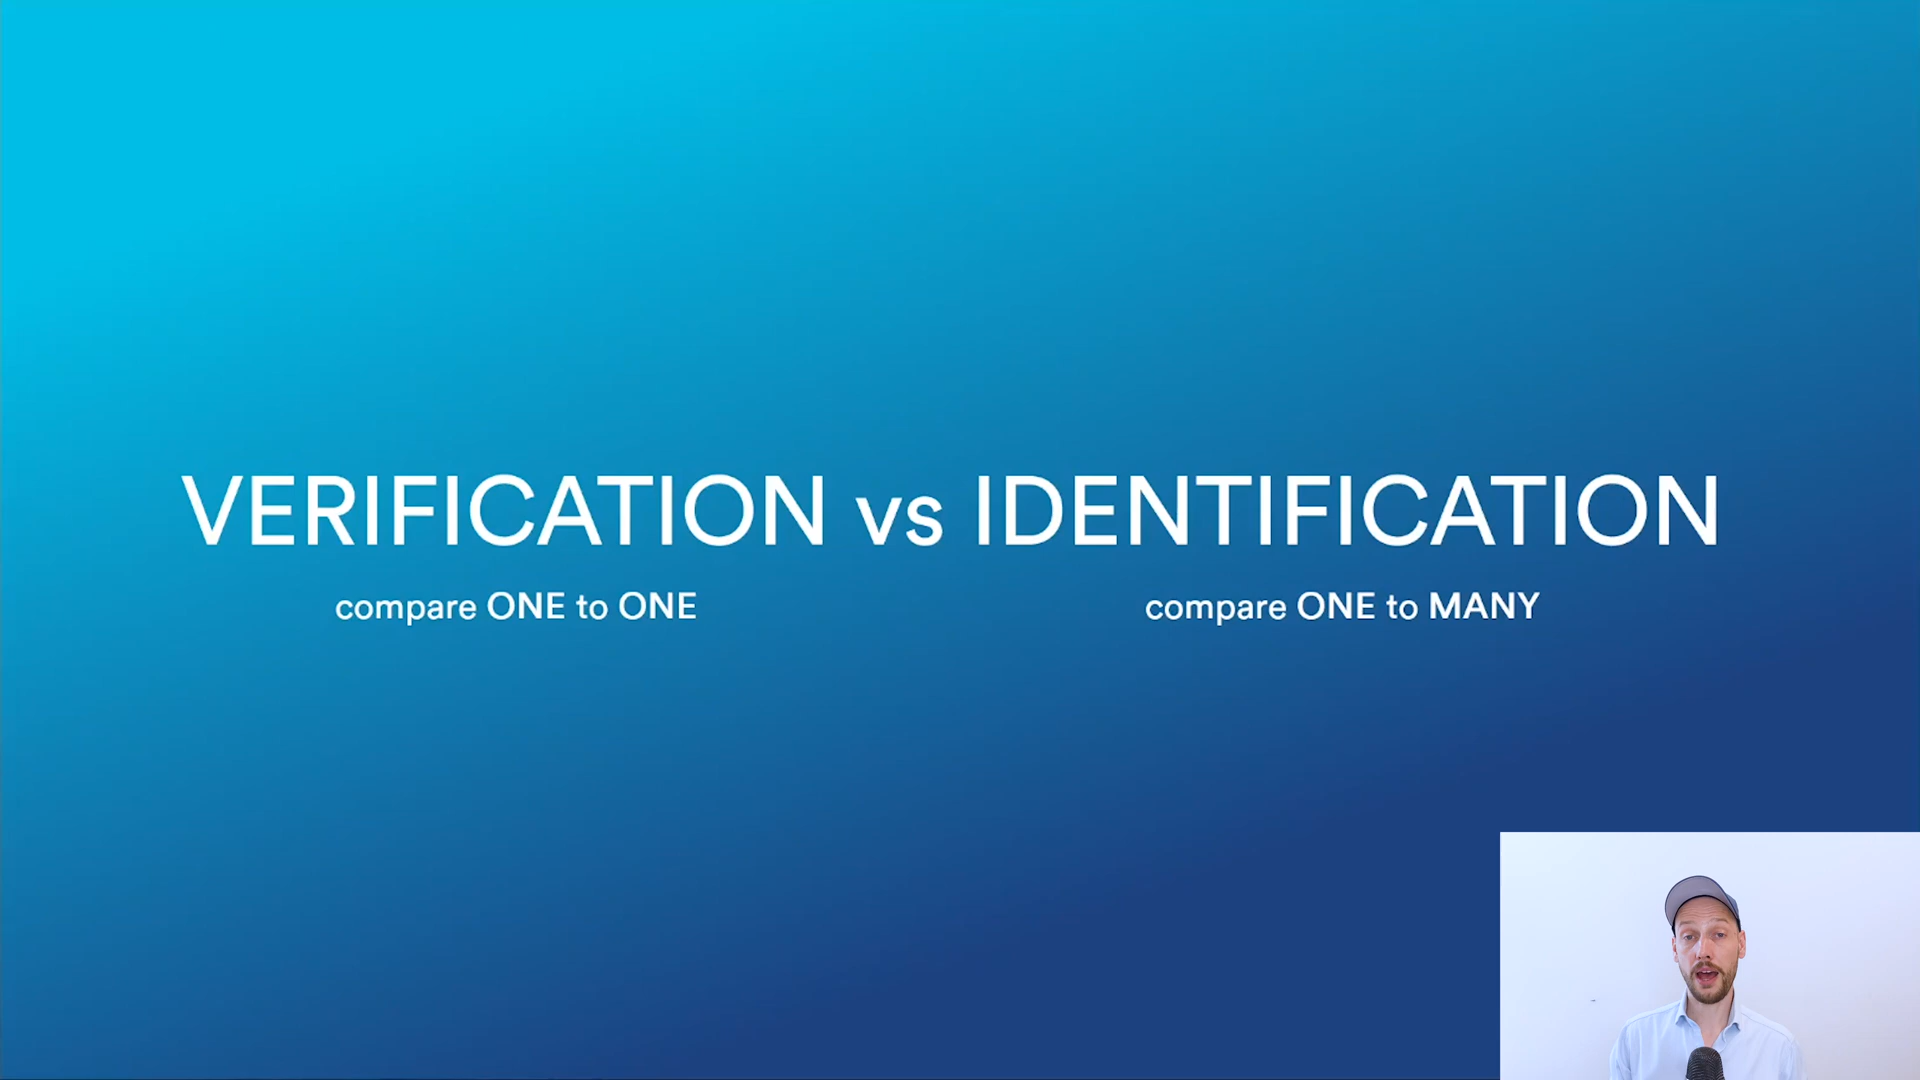 VERIFICATION vs IDENTIFICATION
compare ONE to ONE
compare ONE to MANY